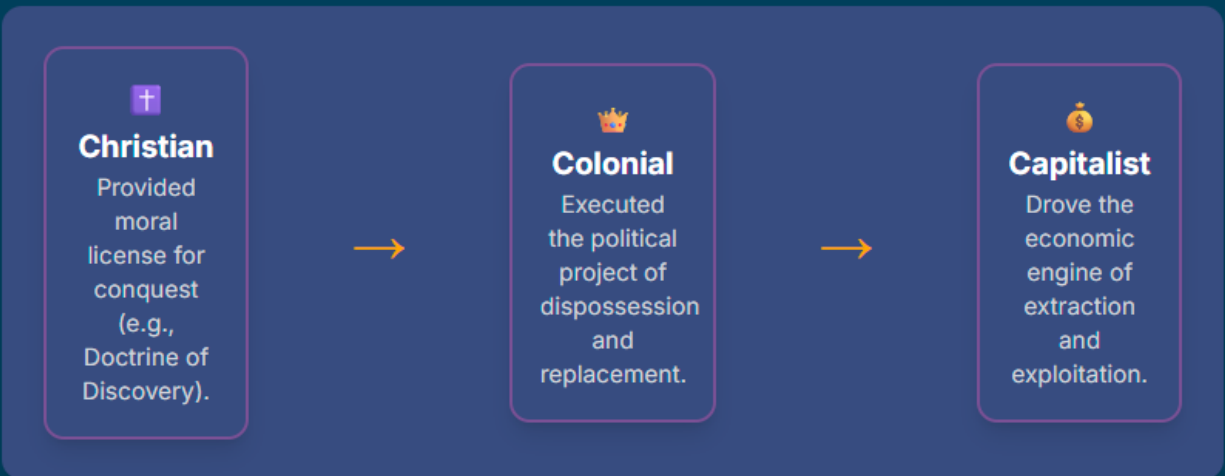 Christian
Provided
moral
license for
conquest
(e.g.,
Doctrine of
Discovery).
→
Colonial
Executed
the political
project of
dispossession
and
replacement.
→
Capitalist
Drove the
economic
engine of
extraction
and
exploitation.